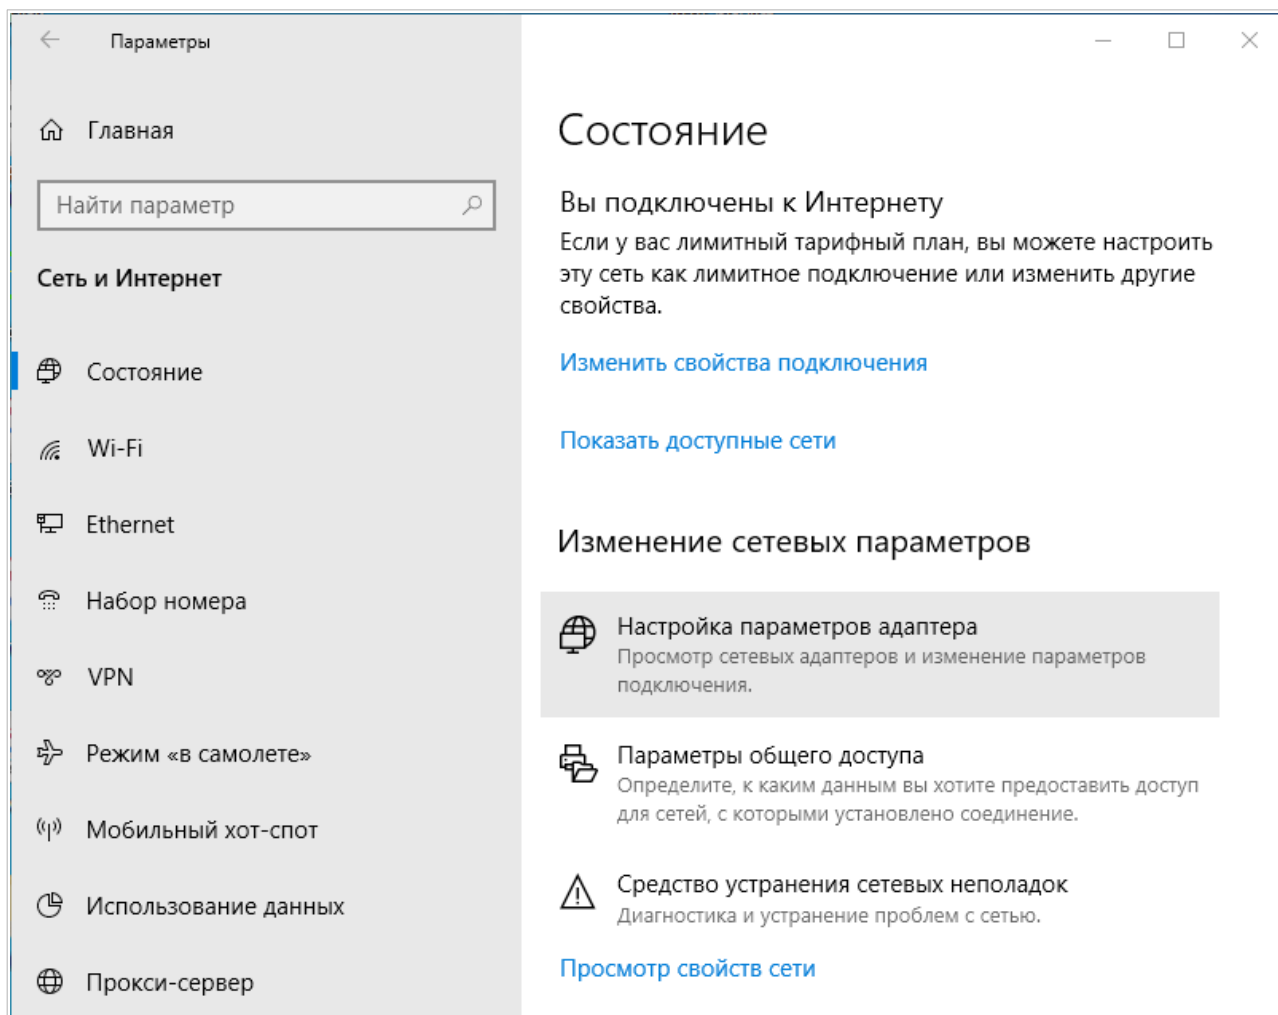 Параметры
Главная
Найти параметр
Сеть и Интернет
Состояние
Wi-Fi
Ethernet
Набор номера
VPN
Режим «в самолете»
Мобильный хот-спот
Использование данных
Прокси-сервер
Состояние
Вы подключены к Интернету
Если у вас лимитный тарифный план, вы можете настроить
эту сеть как лимитное подключение или изменить другие
свойства.
Изменить свойства подключения
Показать доступные сети
Изменение сетевых параметров
Настройка параметров адаптера
Просмотр сетевых адаптеров и изменение параметров
подключения.
Параметры общего доступа
Определите, к каким данным вы хотите предоставить доступ
для сетей, с которыми установлено соединение.
Средство устранения сетевых неполадок
Диагностика и устранение проблем с сетью.
Просмотр свойств сети